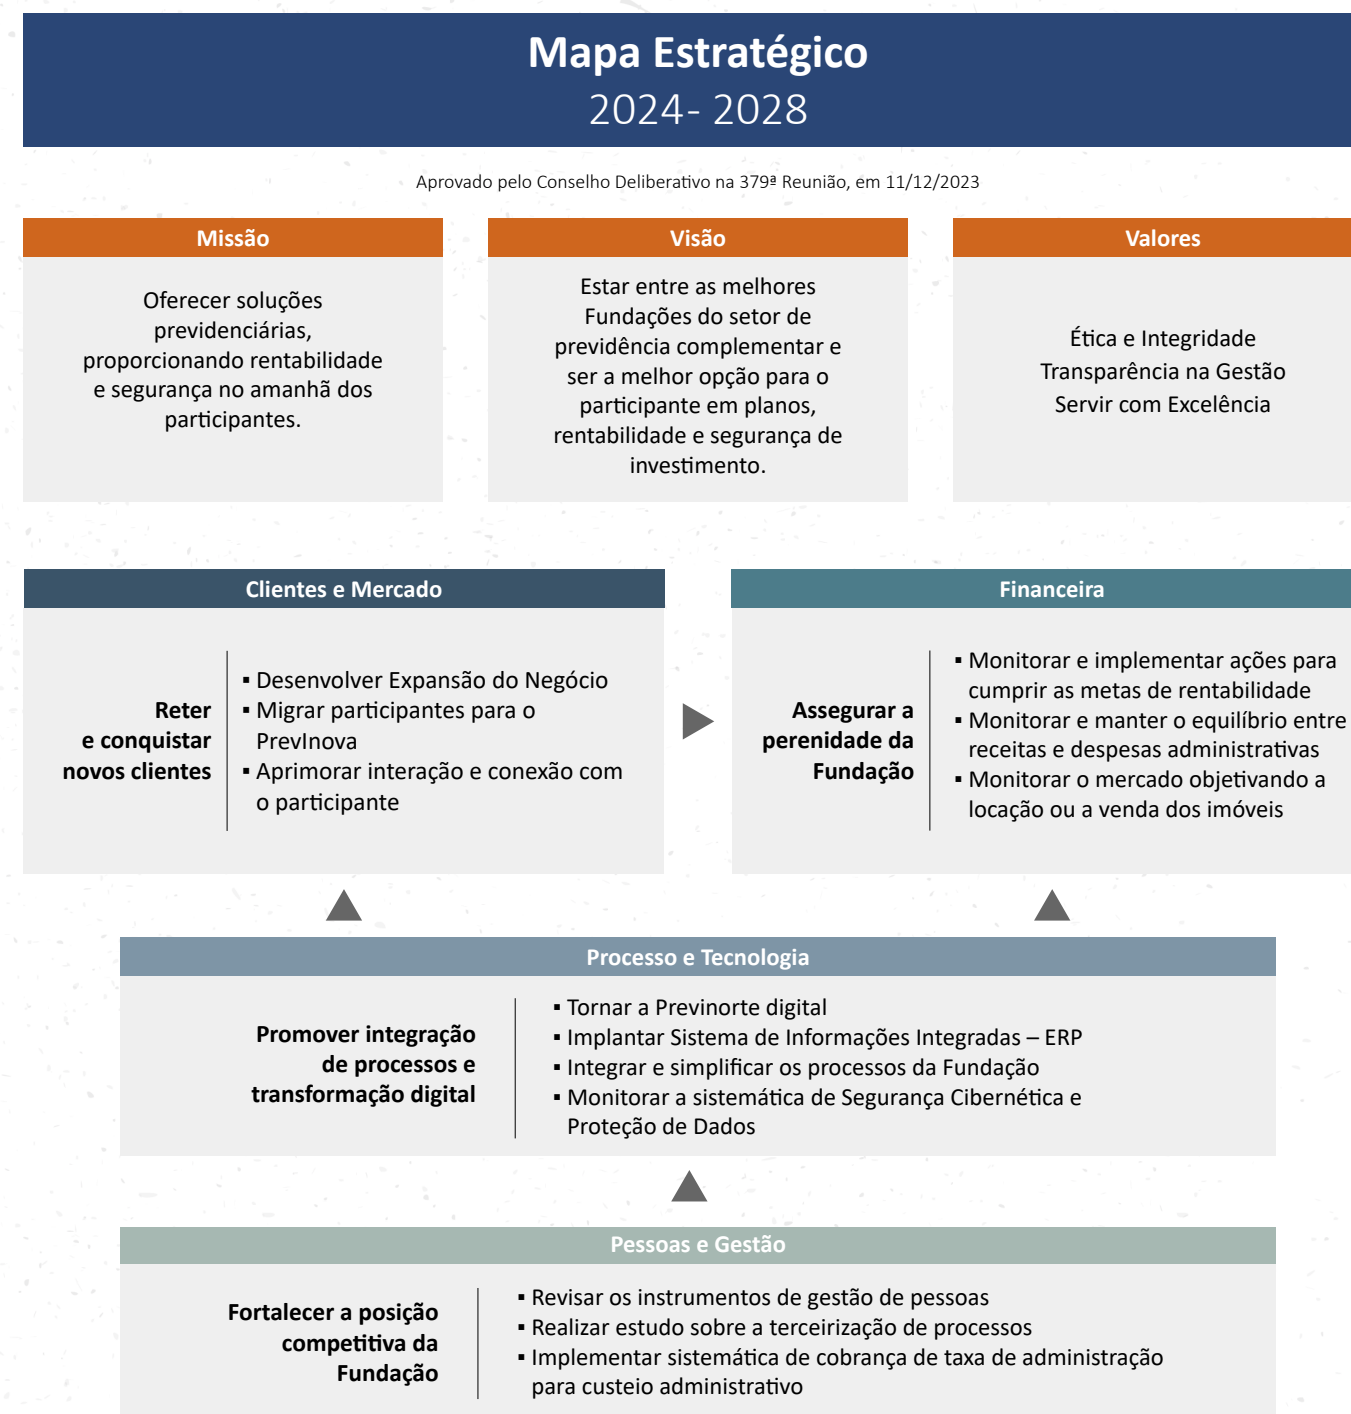 Mapa Estratégico
2024- 2028
Aprovado pelo Conselho Deliberativo na 379ª Reunião, em 11/12/2023
Missão
Oferecer soluções
previdenciárias,
proporcionando rentabilidade
e segurança no amanhã dos
participantes.
Visão
Estar entre as melhores
Fundações do setor de
previdência complementar e
ser a melhor opção para o
participante em planos,
rentabilidade e segurança de
investimento.
Valores
Ética e Integridade
Transparência na Gestão
Servir com Excelência
Clientes e Mercado
Reter
e conquistar
novos clientes
▪ Desenvolver Expansão do Negócio
▪ Migrar participantes para o
PrevInova
▪ Aprimorar interação e conexão com
o participante
Financeira
Assegurar a
perenidade da
Fundação
▪ Monitorar e implementar ações para
cumprir as metas de rentabilidade
▪ Monitorar e manter o equilíbrio entre
receitas e despesas administrativas
▪ Monitorar o mercado objetivando a
locação ou a venda dos imóveis
Processo e Tecnologia
Promover integração
de processos e
transformação digital
▪ Tornar a Previnorte digital
▪ Implantar Sistema de Informações Integradas – ERP
▪ Integrar e simplificar os processos da Fundação
▪ Monitorar a sistemática de Segurança Cibernética e
Proteção de Dados
Pessoas e Gestão
Fortalecer a posição
competitiva da
Fundação
▪ Revisar os instrumentos de gestão de pessoas
▪ Realizar estudo sobre a terceirização de processos
▪ Implementar sistemática de cobrança de taxa de administração
para custeio administrativo